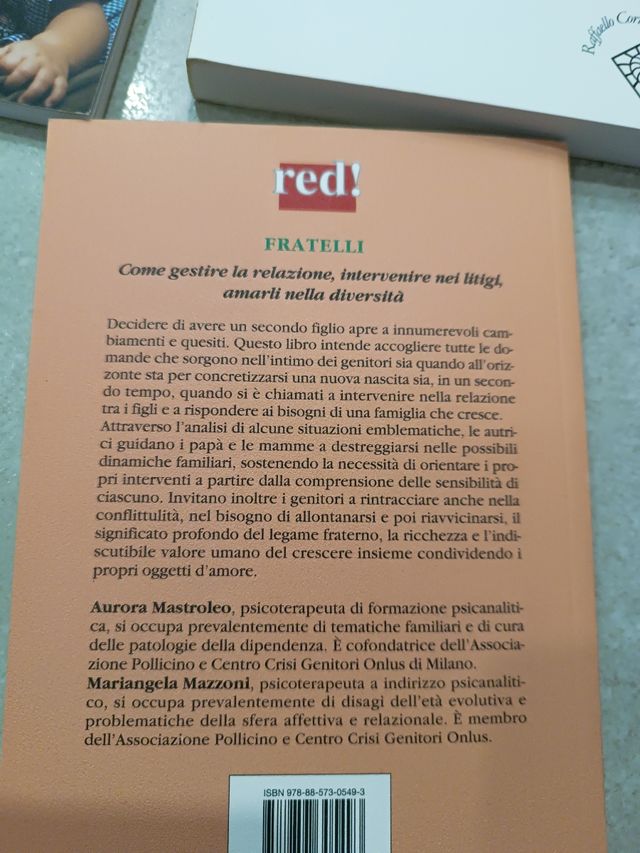 Raffaello Cor
red!
FRATELLI
Come gestire la relazione, intervenire nei litigi,
amarli nella diversità
Decidere di avere un secondo figlio apre a innumerevoli cam-
biamenti e quesiti. Questo libro intende accogliere tutte le do-
mande che sorgono nell'intimo dei genitori sia quando all'oriz-
zonte sta per concretizzarsi una nuova nascita sia, in un secon-
do tempo, quando si è chiamati a intervenire nella relazione
tra i figli e a rispondere ai bisogni di una famiglia che cresce.
Attraverso l'analisi di alcune situazioni emblematiche, le autri-
ci guidano i papà e le mamme a destreggiarsi nelle possibili
dinamiche familiari, sostenendo la necessità di orientare i pro-
pri interventi a partire dalla comprensione delle sensibilità di
ciascuno. Invitano inoltre i genitori a rintracciare anche nella
conflittulità, nel bisogno di allontanarsi e poi riavvicinarsi, il
significato profondo del legame fraterno, la ricchezza e l'indi-
scutibile valore umano del crescere insieme condividendo i
propri oggetti d'amore.
Aurora Mastroleo, psicoterapeuta di formazione psicanaliti-
ca, si occupa prevalentemente di tematiche familiari e di cura
delle patologie della dipendenza. È cofondatrice dell'Associa-
zione Pollicino e Centro Crisi Genitori Onlus di Milano.
Mariangela Mazzoni, psicoterapeuta a indirizzo psicanaliti-
co, si occupa prevalentemente di disagi dell'età evolutiva e
problematiche della sfera affettiva e relazionale. È membro
dell'Associazione Pollicino e Centro Crisi Genitori Onlus.
ISBN 978-88-573-0549-3